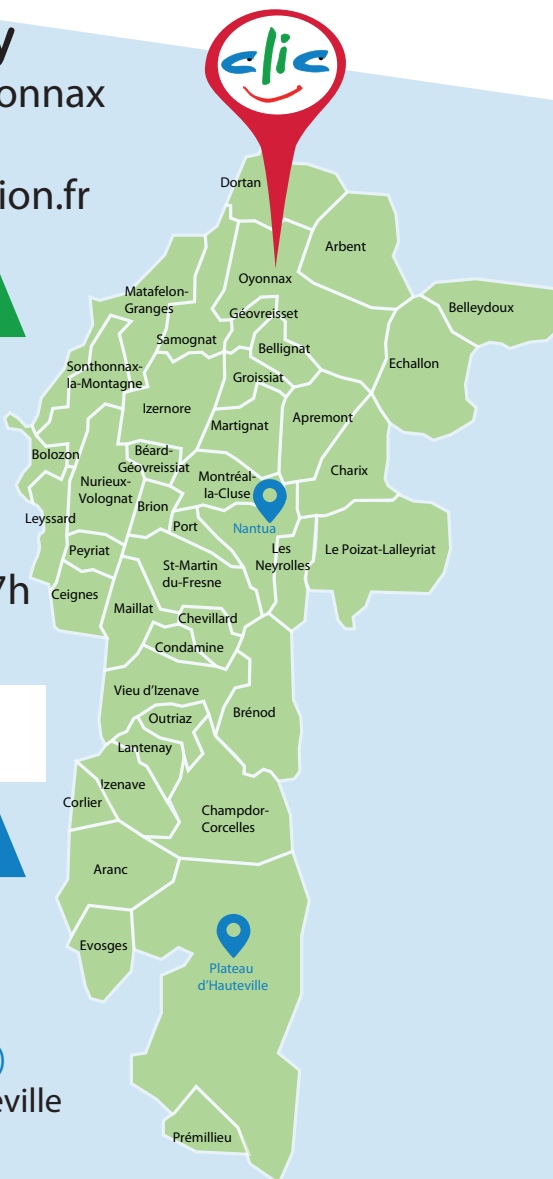 clic
y
onnax
ion.fr
Dortan
Arbent
Oyonnax
Matafelon-
Granges
Géovreisset
Belleydoux
Samognat
Bellignat
Echallon
Sonthonnax-
la-Montagne
Groissiat
Izernore
Martignat
Apremont
Bolozon
Béard-
Géovreissiat
Charix
Nurieux-
Volognat
Montréal-
la-Cluse
Brion
Leyssard
Port
Nantua
Peyriat
Les
Neyrolles
Le Poizat-Lalleyriat
St-Martin
du-Fresne
7h
Ceignes
Maillat
Chevillard
Condamine
Vieu d’Izenave
Outriaz
Brénod
Lantenay
Izenave
Corlier
Champdor-
Corcelles
Aranc
Evosges
Plateau
d’Hauteville
)
eville
Prémillieu